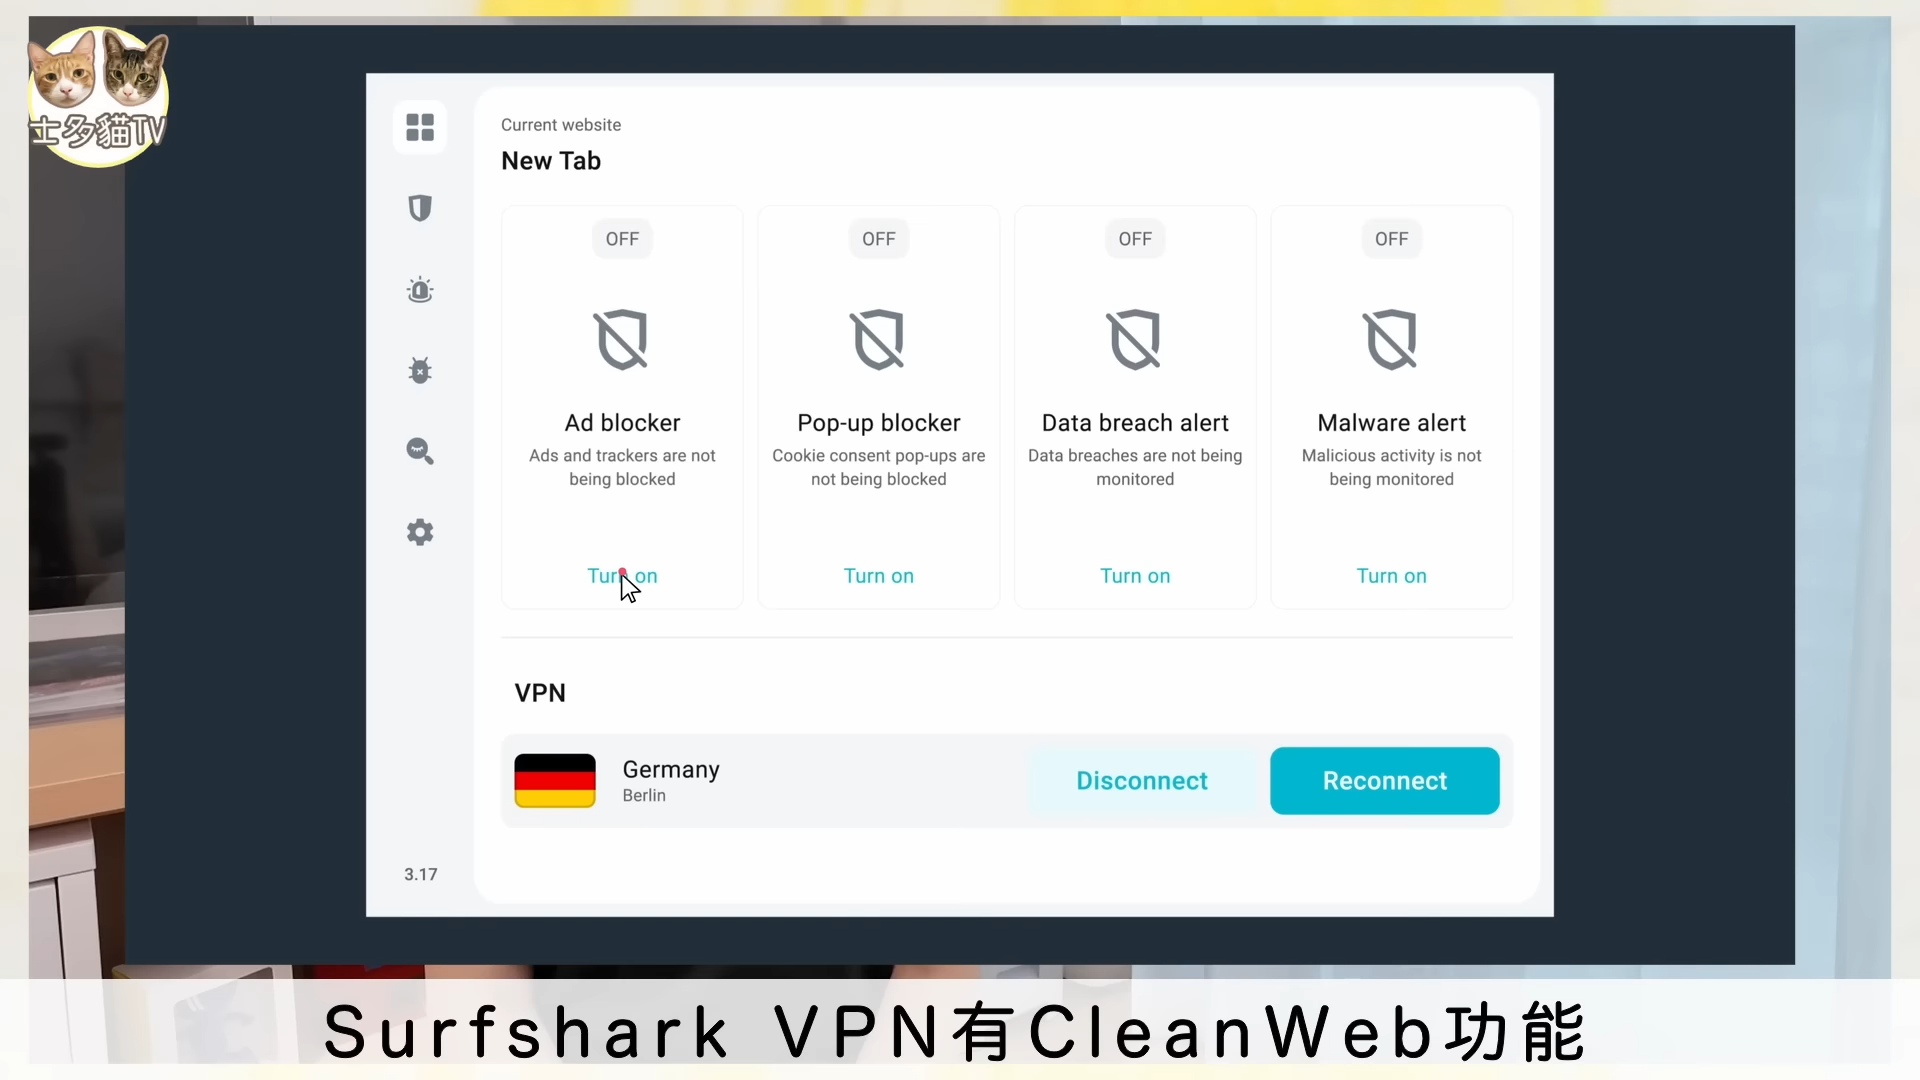 士多貓TV
Current website
New Tab
OFF
OFF
OFF
OFF
Ad blocker
Ads and trackers are not
being blocked
Turn on
Pop-up blocker
Cookie consent pop-ups are
not being blocked
Turn on
Data breach alert
Data breaches are not being
monitored
Turn on
Malware alert
Malicious activity is not
being monitored
Turn on
VPN
Germany
Berlin
Disconnect
Reconnect
3.17
Surfshark VPN有CleanWeb功能